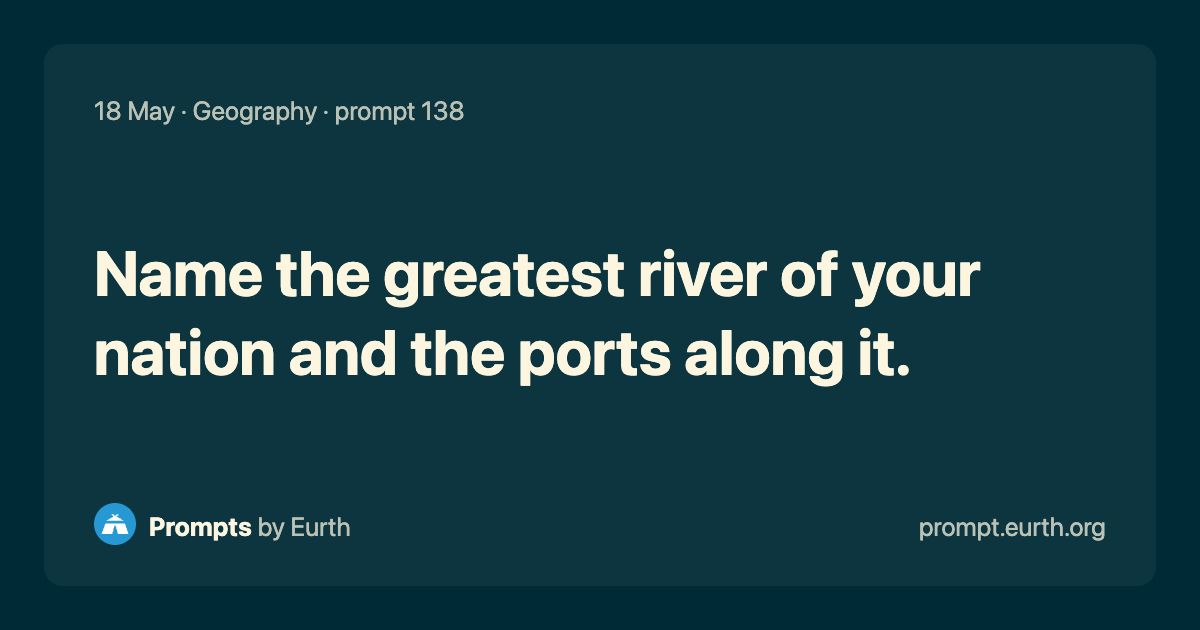 18 May · Geography · prompt 138
Name the greatest river of your
nation and the ports along it.
Prompts by Eurth
prompt.eurth.org